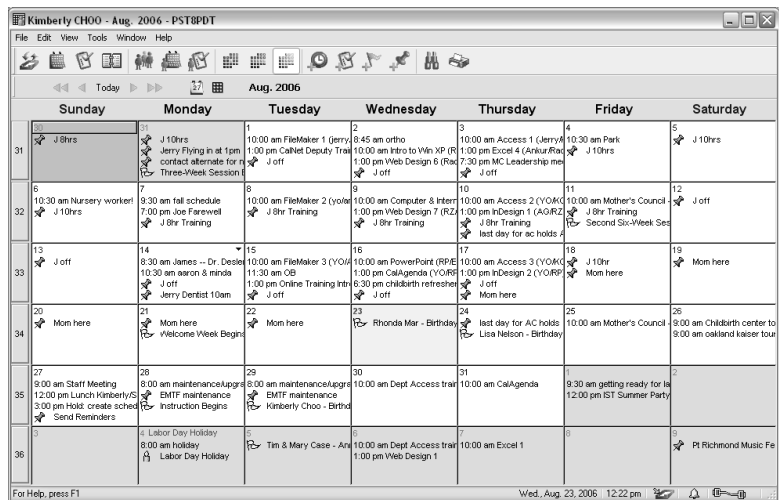 Kimberly CHOO - Aug. 2006 - PST8PDT
File Edit View Tools Window Help
Today
27
Aug. 2006
Sunday Monday Tuesday Wednesday Thursday Friday Saturday
31
30
J 8hrs
31
J 10hrs
Jerry Flying in at 1pm
contact alternate for n
Three-Week Session E
1
10:00 am FileMaker 1 (jerry,
1:00 pm CalNet Deputy Trai
J off
2
8:45 am ortho
10:00 am Intro to Win XP (R
1:00 pm Web Design 6 (Rac
J off
3
10:00 am Access 1 (Jerry/
1:00 pm Excel 4 (Ankur/Rac
7:30 pm MC Leadership me
J off
4
10:30 am Park
J 10hrs
5
J 10hrs
32
6
10:30 am Nursery worker!
J 10hrs
7
9:30 am fall schedule
7:00 pm Joe Farewell
J 8hr Training
8
10:00 am FileMaker 2 (yo/ar
J 8hr Training
9
10:00 am Computer & Intern
1:00 pm Web Design 7 (RZ/
J 8hr Training
10
10:00 am Access 2 (YO/KC
1:00 pm InDesign 1 (AG/RZ
J 8hr Training
last day for ac holds
11
10:00 am Mother's Council -
J 8hr Training
Second Six-Week Ses
12
J off
33
13
J off
14
8:30 am James -- Dr. Desler
10:30 am aaron & minda
J off
Jerry Dentist 10am
15
10:00 am FileMaker 3 (YO/
11:30 am OB
1:00 pm Online Training Intr
J off
16
10:00 am PowerPoint (RP/E
1:00 pm CalAgenda (YO/RF
6:30 pm childbirth refresher
J off
17
10:00 am Access 3 (YO/KC
1:00 pm InDesign 2 (YO/RP
J off
Mom here
18
J 10hr
Mom here
19
Mom here
34
20
Mom here
21
Mom here
Welcome Week Begins
22
Mom here
23
Rhonda Mar - Birthday
24
last day for AC holds
Lisa Nelson - Birthday
25
10:00 am Mother's Council -
26
9:00 am Childbirth center to
9:00 am oakland kaiser tour
35
27
9:00 am Staff Meeting
12:00 pm Lunch Kimberly/S
3:00 pm Hold: create sched
Send Reminders
28
8:00 am maintenance/upgra
EMTF maintenance
Instruction Begins
29
8:00 am maintenance/upgra
EMTF maintenance
Kimberly Choo - Birthd
30
10:00 am Dept Access train
31
10:00 am CalAgenda
1
9:30 am getting ready for la
12:00 pm IST Summer Party
2
36
3
4 Labor Day Holiday
8:00 am holiday
Labor Day Holiday
5
Tim & Mary Case - Ann
6
10:00 am Dept Access train
1:00 pm Web Design 1
7
10:00 am Excel 1
8
9
Pt Richmond Music Fe
For Help, press F1
Wed., Aug. 23, 2006 12:22 pm